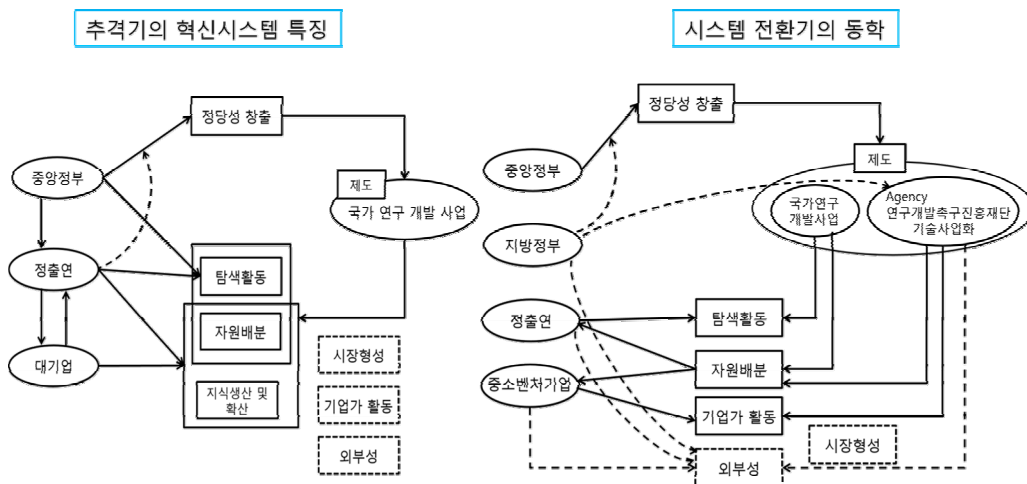 추격기의 혁신시스템 특징
정당성 창출
중앙정부
제도
국가 연구 개발 사업
정출연
탐색활동
자원배분
대기업
지식생산 및
확산
시장형성
기업가 활동
외부성
시스템 전환기의 동학
정당성 창출
중앙정부
제도
국가연구
개발사업
Agency
연구개발촉구진흥재단
기술사업화
지방정부
정출연
탐색활동
자원배분
중소벤처가업
기업가 활동
시장형성
외부성